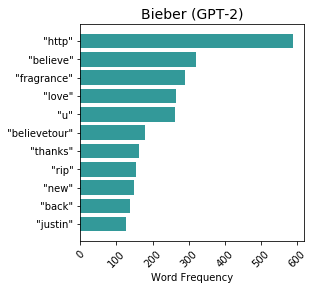 Bieber (GPT-2)
"http"
"believe"
"fragrance"
"love"
"u"
"believetour"
"thanks"
"rip"
"new"
"back"
"justin"
0 100 200 300 400 500 600
Word Frequency